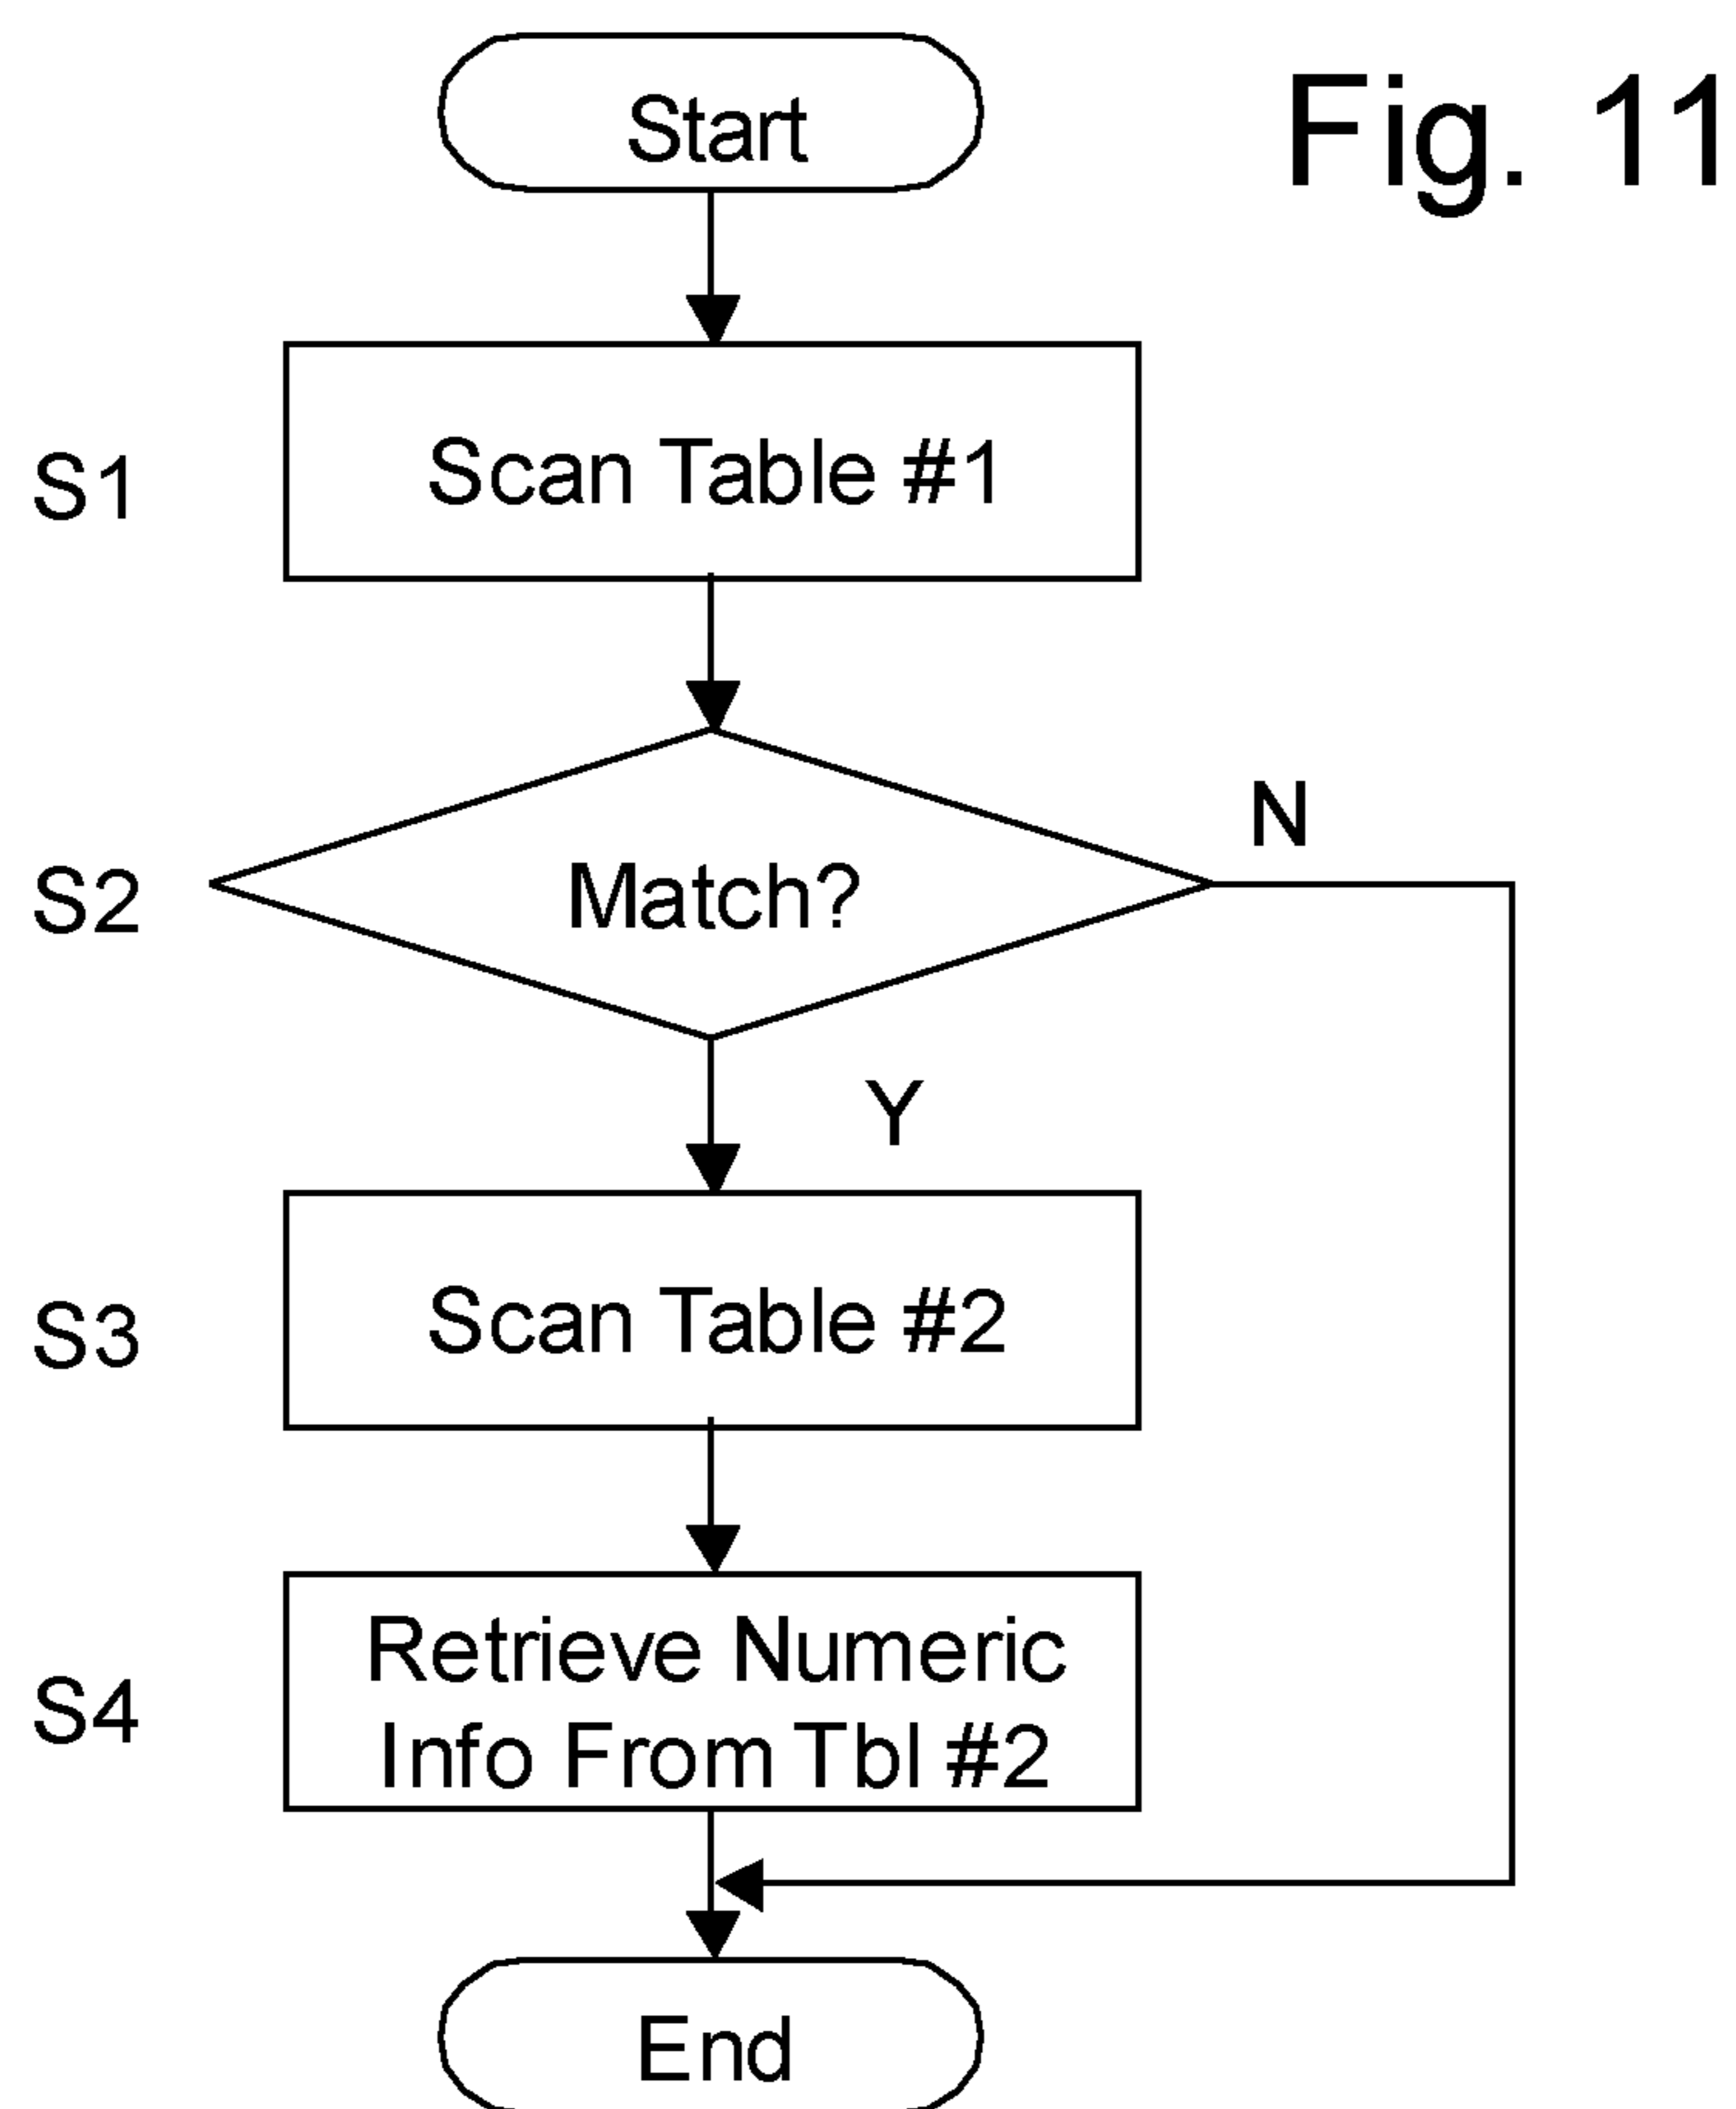 Fig. 11
Start
S1
Scan Table #1
S2
Match?
N
Y
S3
Scan Table #2
S4
Retrieve Numeric
Info From Tbl #2
End